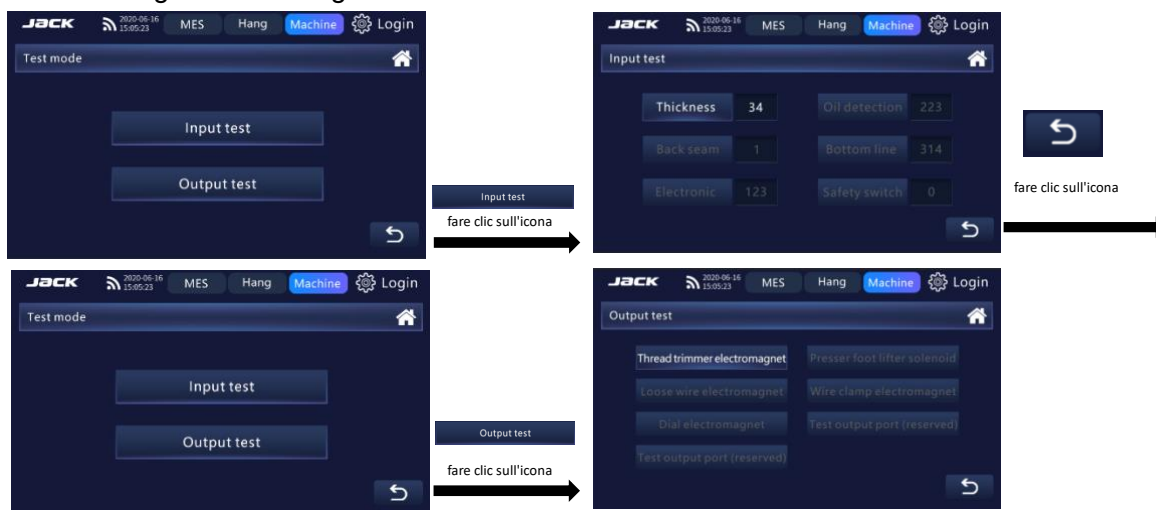 JACK 2020-06-16 15:05:23 MES Hang Machine Login
Test mode
Input test
Output test
Input test
fare clic sull'icona
JACK 2020-06-16 15:05:23 MES Hang Machine Login
Input test
Thickness 34 Oil detection 223
Back seam 1 Bottom line 314
Electronic 123 Safety switch 0
fare clic sull'icona
JACK 2020-06-16 15:05:23 MES Hang Machine Login
Test mode
Input test
Output test
Output test
fare clic sull'icona
JACK 2020-06-16 15:05:23 MES Hang Machine Login
Output test
Thread trimmer electromagnet Presser foot lifter solenoid
Loose wire electromagnet Wire clamp electromagnet
Dial electromagnet Test output port (reserved)
Test output port (reserved)